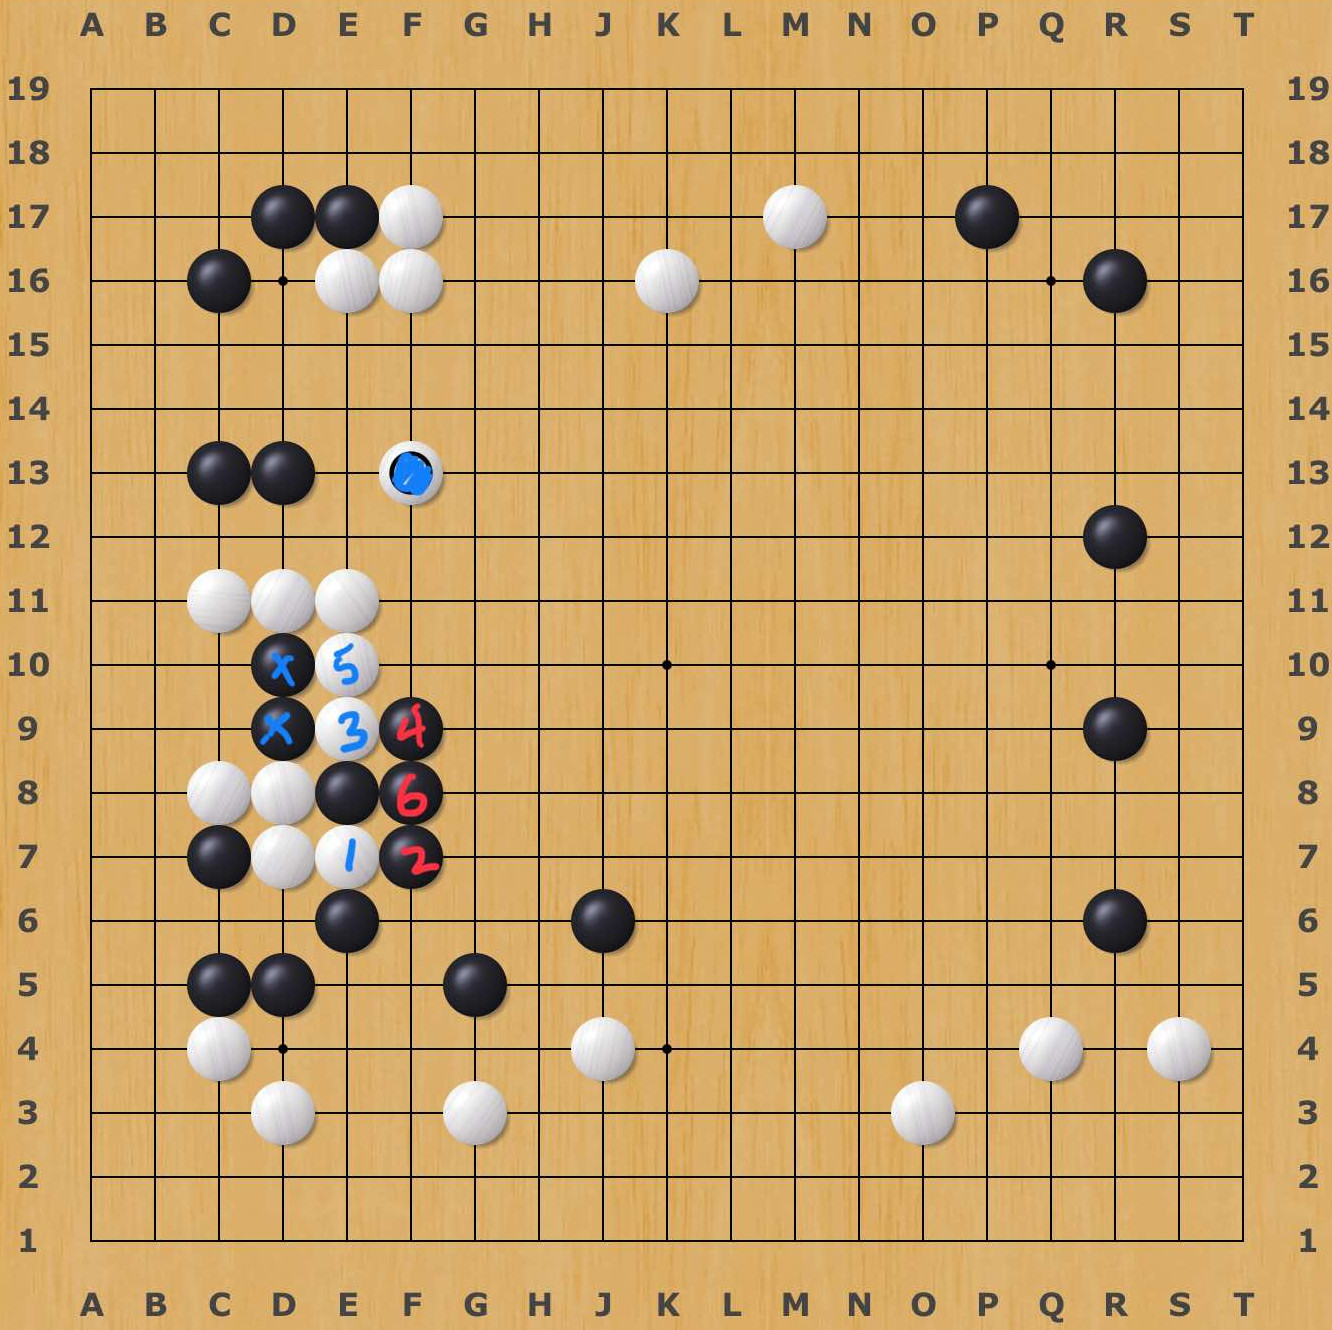 A B C D E F G H J K L M N O P Q R S T
19 19
18 18
17 17
16 16
15 15
14 14
13 13
12 12
11 11
10 x 5 10
9 x 3 4 9
8 6 8
7 1 2 7
6 6
5 5
4 4
3 3
2 2
1 1
A B C D E F G H J K L M N O P Q R S T